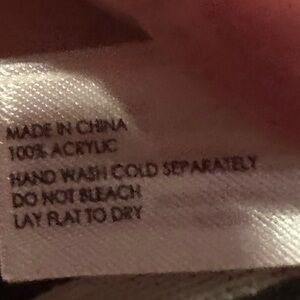 MADE IN CHINA
100% ACRYLIC
HAND WASH COLD SEPARATELY
DO NOT BLEACH
LAY FLAT TO DRY